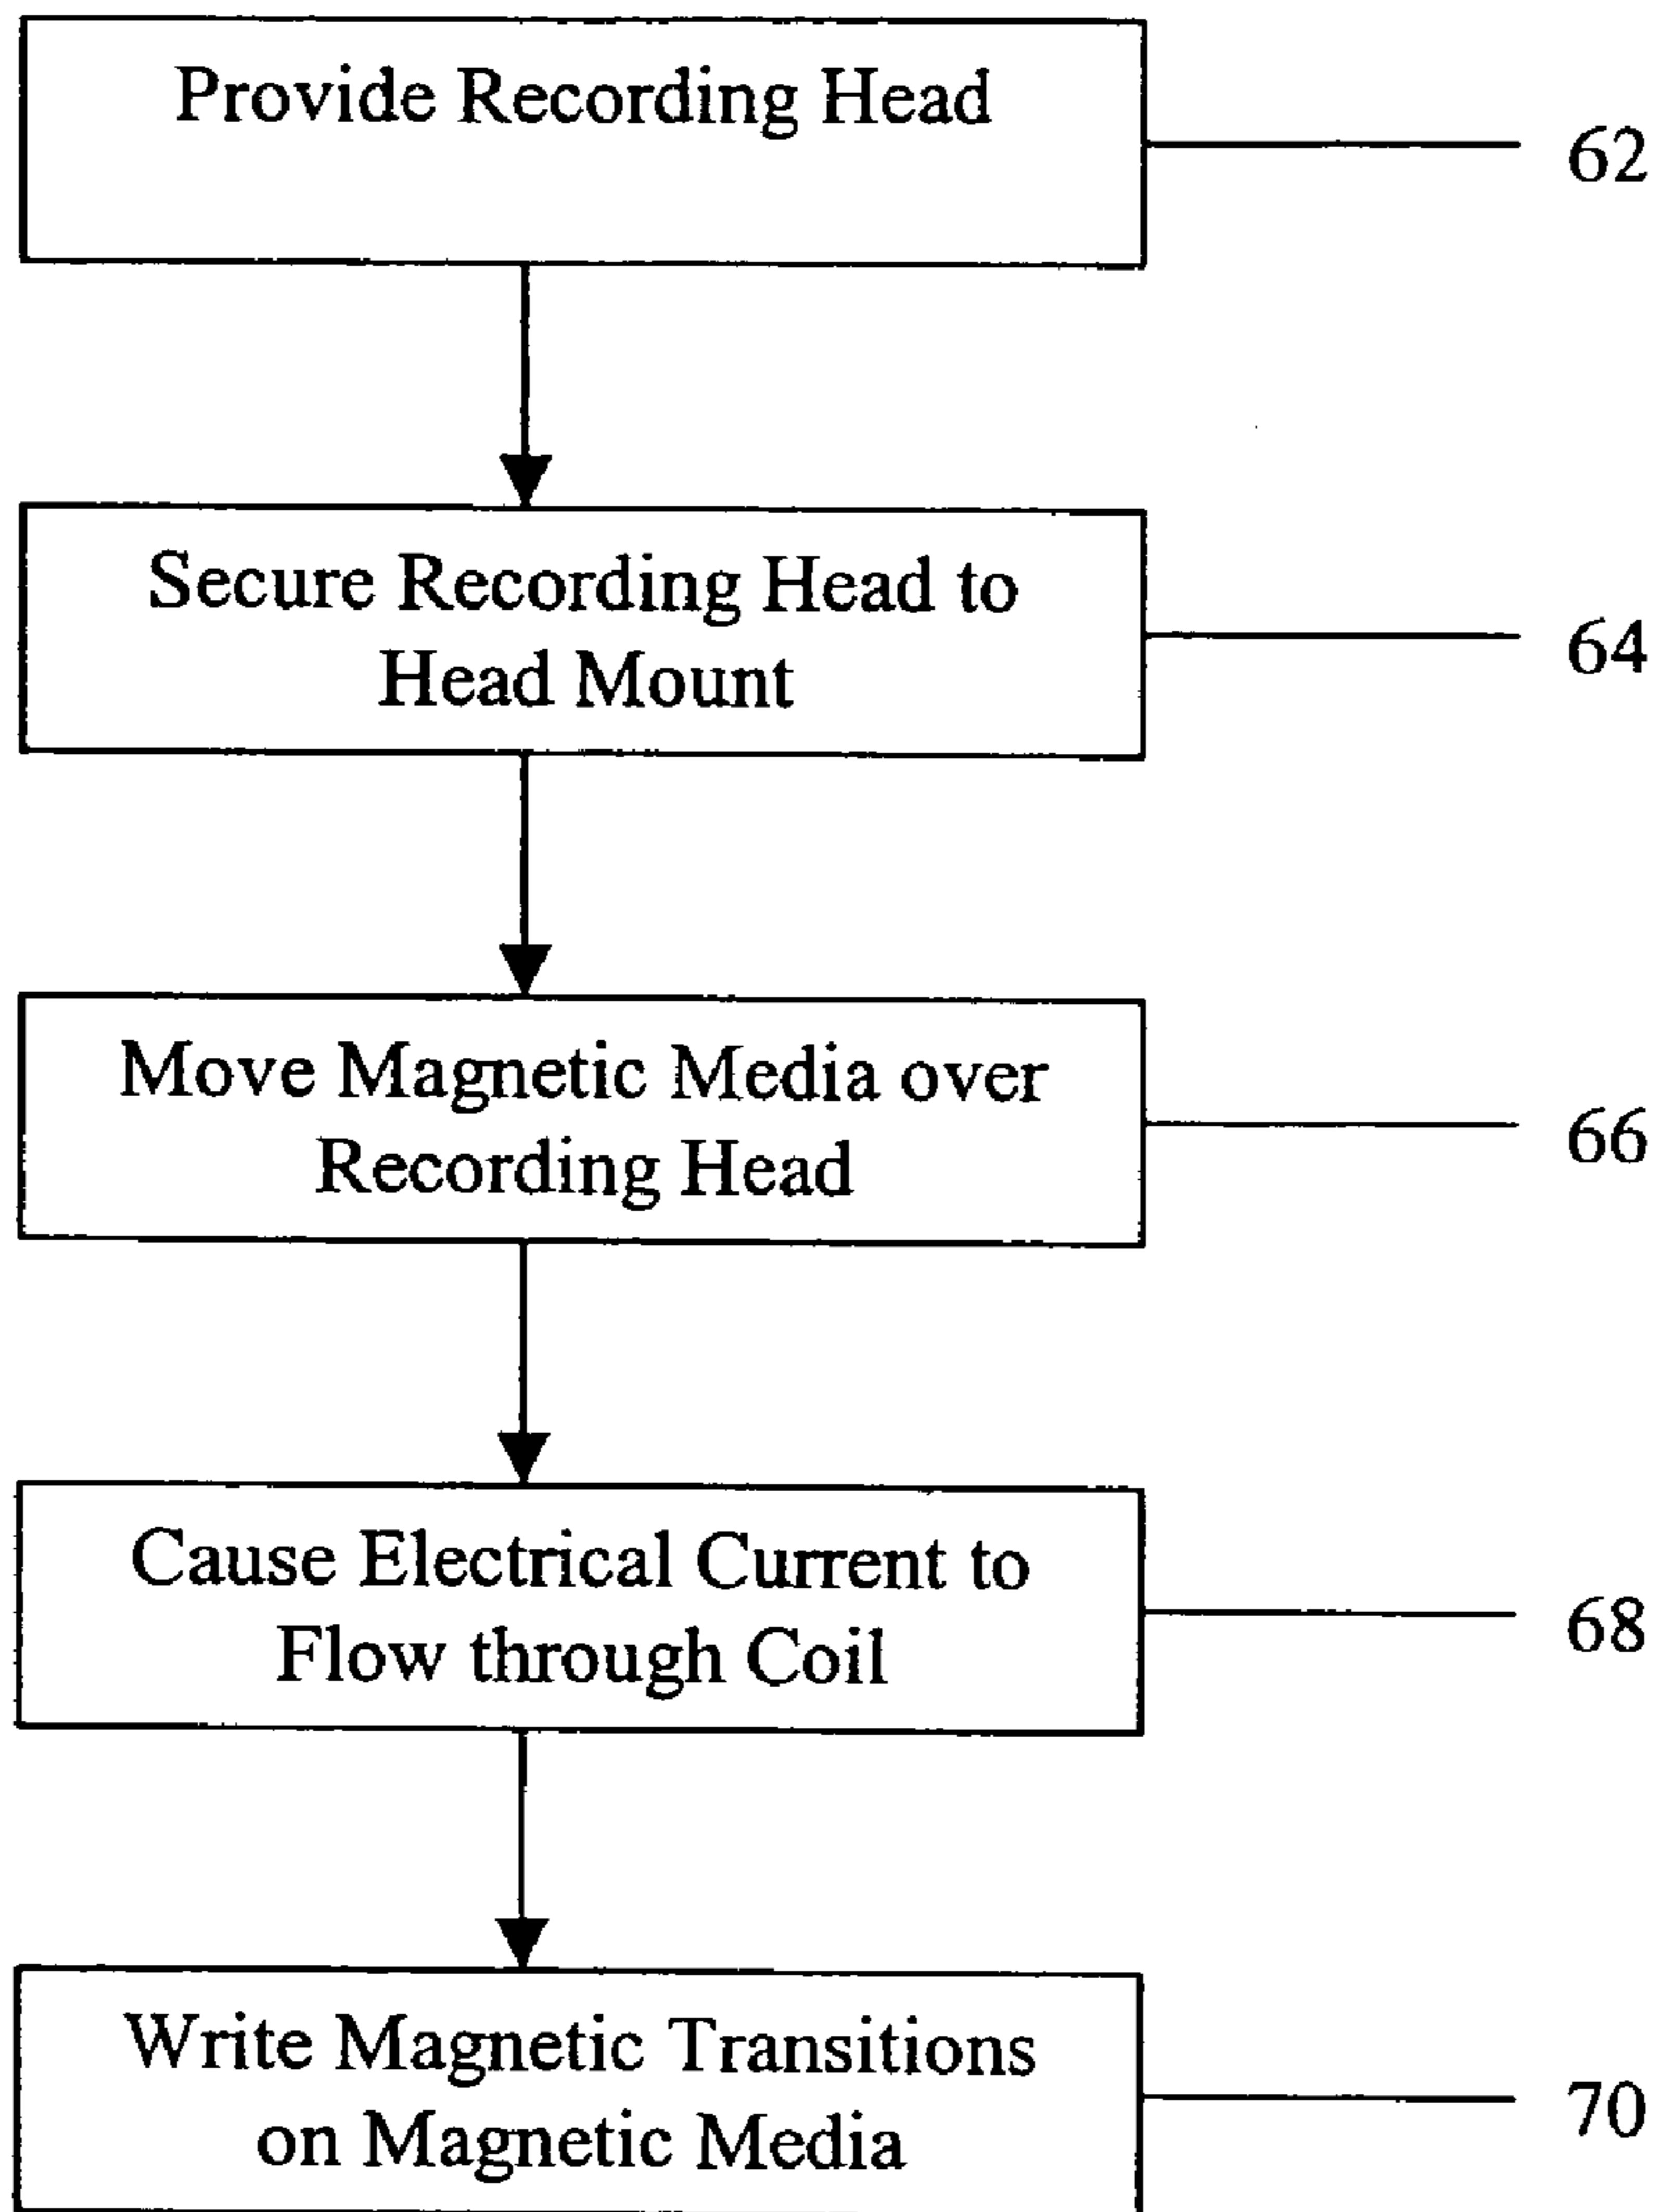 Provide Recording Head
62
Secure Recording Head to
Head Mount
64
Move Magnetic Media over
Recording Head
66
Cause Electrical Current to
Flow through Coil
68
Write Magnetic Transitions
on Magnetic Media
70